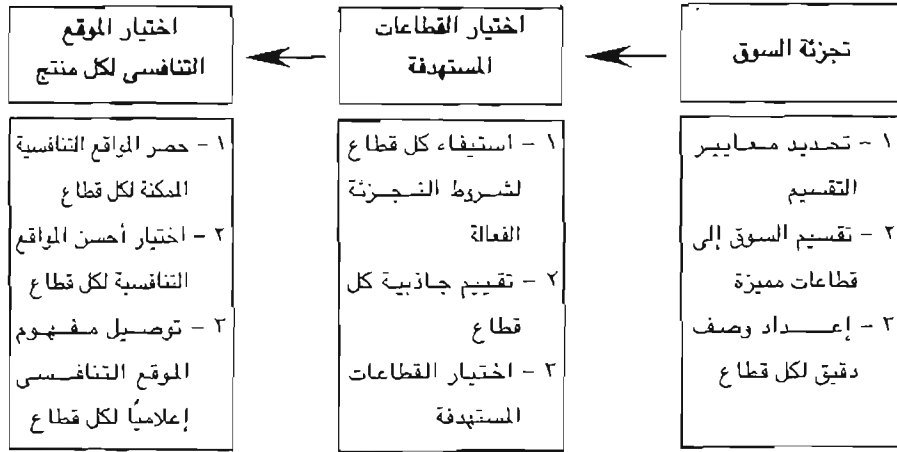 تجزئة السوق
اختيار القطاعات
المستهدفة
اختيار الموقع
التنافسى لكل منتج
١ - تحديد معايير
التقسيم
٢ - تقسيم السوق إلى
قطاعات مميزة
٣ - إعداد وصف
دقيق لكل قطاع
١ - استيفاء كل قطاع
لشروط التجزئة
الفعالة
٢ - تقييم جاذبية كل
قطاع
٣ - اختيار القطاعات
المستهدفة
١ - حصر المواقع التنافسية
الممكنة لكل قطاع
٢ - اختيار أحسن المواقع
التنافسية لكل قطاع
٣ - توصيل مفهوم
الموقع التنافسى
إعلاميًا لكل قطاع